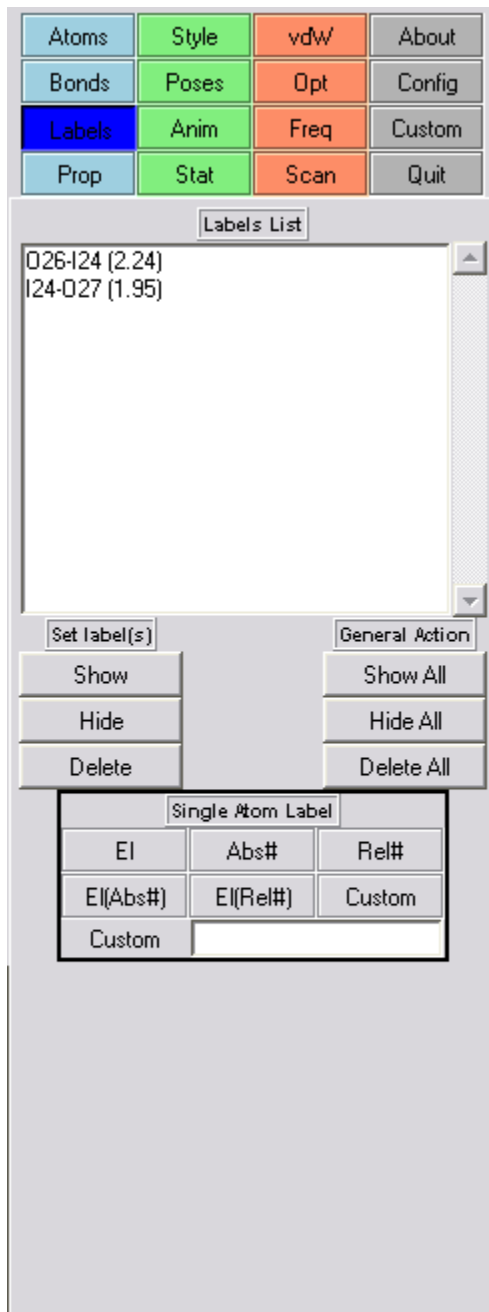 Atoms Style vdW About
Bonds Poses Opt Config
Labels Anim Freq Custom
Prop Stat Scan Quit
Labels List
O26-I24 (2.24)
I24-O27 (1.95)
Set label(s) General Action
Show Show All
Hide Hide All
Delete Delete All
Single Atom Label
El Abs# Rel#
El(Abs#) El(Rel#) Custom
Custom